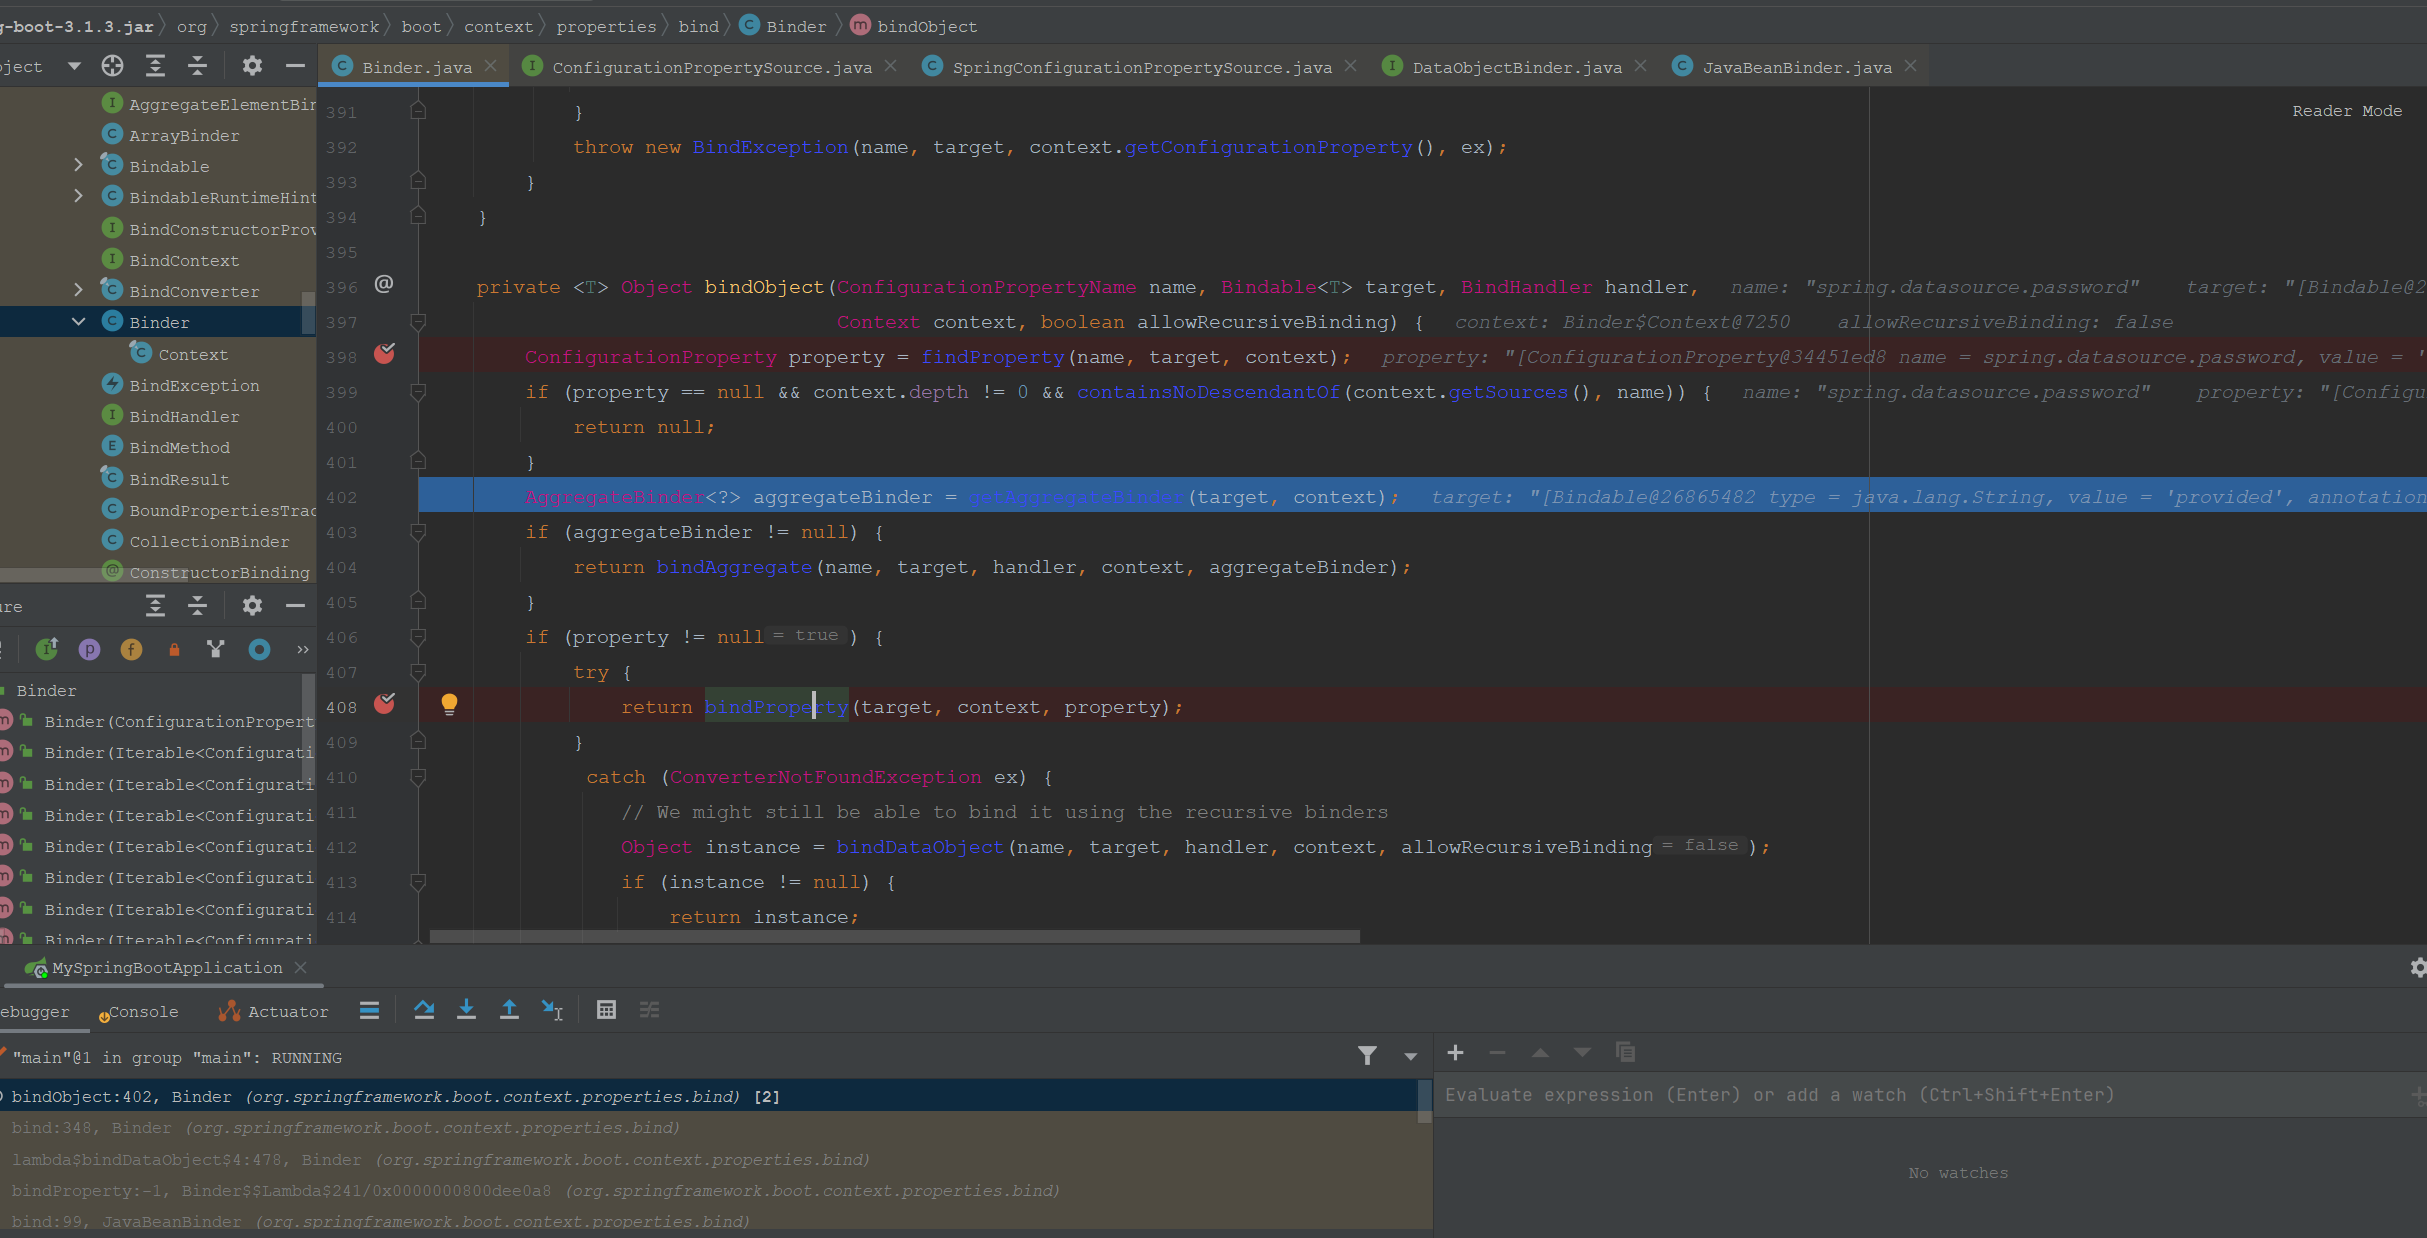 g-boot-3.1.3.jar org springframework boot context properties bind Binder bindObject
oject
Binder.java ConfigurationPropertySource.java SpringConfigurationPropertySource.java DataObjectBinder.java JavaBeanBinder.java
Reader Mode
AggregateElementBin
ArrayBinder
Bindable
BindableRuntimeHint
BindConstructorProv
BindContext
BindConverter
Binder
Context
BindException
BindHandler
BindMethod
BindResult
BoundPropertiesTrac
CollectionBinder
ConstructorBinding
ure
Binder
Binder(ConfigurationPropert
Binder(Iterable<Configurati
Binder(Iterable<Configurati
Binder(Iterable<Configurati
Binder(Iterable<Configurati
Binder(Iterable<Configurati
Binder(Iterable<Configurati
Binder(Iterable<Configurati
391 }
392 throw new BindException(name, target, context.getConfigurationProperty(), ex);
393 }
394 }
395
396 @ private <T> Object bindObject(ConfigurationPropertyName name, Bindable<T> target, BindHandler handler, name: "spring.datasource.password" target: "[Bindable@2
397 Context context, boolean allowRecursiveBinding) { context: Binder$Context@7250 allowRecursiveBinding: false
398 ConfigurationProperty property = findProperty(name, target, context); property: "[ConfigurationProperty@34451ed8 name = spring.datasource.password, value = '
399 if (property == null && context.depth != 0 && containsNoDescendantOf(context.getSources(), name)) { name: "spring.datasource.password" property: "[Configu
400 return null;
401 }
402 AggregateBinder<?> aggregateBinder = getAggregateBinder(target, context); target: "[Bindable@26865482 type = java.lang.String, value = 'provided', annotation
403 if (aggregateBinder != null) {
404 return bindAggregate(name, target, handler, context, aggregateBinder);
405 }
406 if (property != null = true ) {
407 try {
408 return bindProperty(target, context, property);
409 }
410 catch (ConverterNotFoundException ex) {
411 // We might still be able to bind it using the recursive binders
412 Object instance = bindDataObject(name, target, handler, context, allowRecursiveBinding = false );
413 if (instance != null) {
414 return instance;
MySpringBootApplication
ebugger Console Actuator
"main"@1 in group "main": RUNNING
bindObject:402, Binder (org.springframework.boot.context.properties.bind) [2]
bind:348, Binder (org.springframework.boot.context.properties.bind)
lambda$bindDataObject$4:478, Binder (org.springframework.boot.context.properties.bind)
bindProperty:-1, Binder$$Lambda$241/0x0000000800dee0a8 (org.springframework.boot.context.properties.bind)
bind:99, JavaBeanBinder (org.springframework.boot.context.properties.bind)
Evaluate expression (Enter) or add a watch (Ctrl+Shift+Enter)
No watches